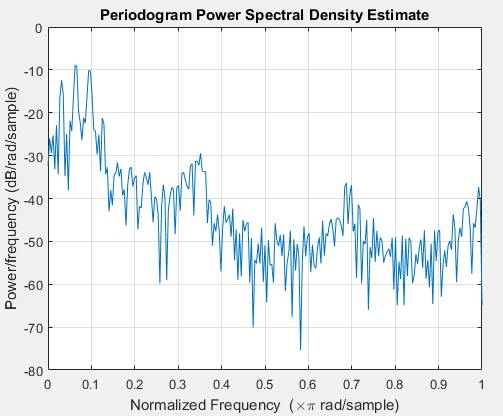 Periodogram Power Spectral Density Estimate
0
-10
-20
-30
-40
-50
-60
-70
-80
Power/frequency (dB/rad/sample)
0 0.1 0.2 0.3 0.4 0.5 0.6 0.7 0.8 0.9 1
Normalized Frequency (×π rad/sample)